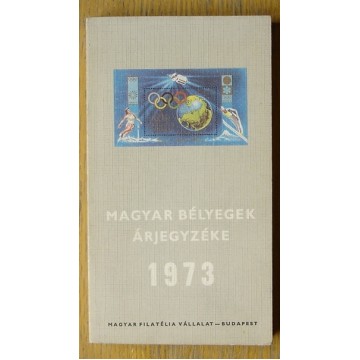 MAGYAR BÉLYEGEK
ÁRJEGYZÉKE
1973
MAGYAR FILATÉLIA VÁLLALAT—BUDAPEST